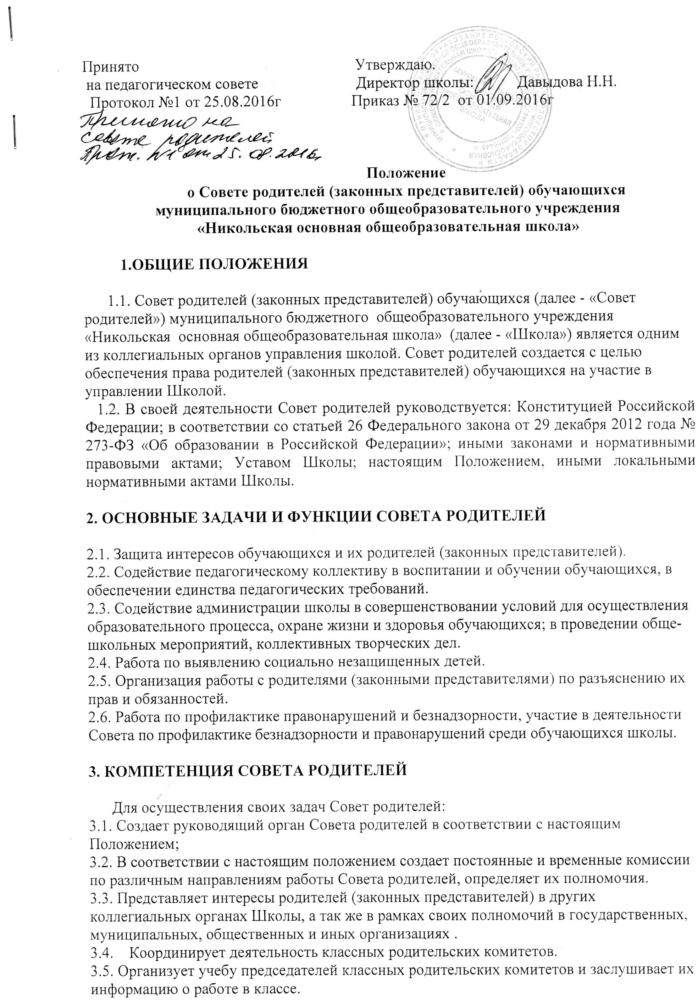 Принято
на педагогическом совете
Протокол №1 от 25.08.2016г
Принято на
совете родителей
Прот. №1 от 25.08.2016г
Утверждаю.
Директор школы: Давыдова Н.Н.
Приказ № 72/2 от 01.09.2016г
Положение
о Совете родителей (законных представителей) обучающихся
муниципального бюджетного общеобразовательного учреждения
«Никольская основная общеобразовательная школа»
1.ОБЩИЕ ПОЛОЖЕНИЯ
1.1. Совет родителей (законных представителей) обучающихся (далее - «Совет
родителей») муниципального бюджетного общеобразовательного учреждения
«Никольская основная общеобразовательная школа» (далее - «Школа») является одним
из коллегиальных органов управления школой. Совет родителей создается с целью
обеспечения права родителей (законных представителей) обучающихся на участие в
управлении Школой.
1.2. В своей деятельности Совет родителей руководствуется: Конституцией Российской
Федерации; в соответствии со статьей 26 Федерального закона от 29 декабря 2012 года №
273-ФЗ «Об образовании в Российской Федерации»; иными законами и нормативными
правовыми актами; Уставом Школы; настоящим Положением, иными локальными
нормативными актами Школы.
2. ОСНОВНЫЕ ЗАДАЧИ И ФУНКЦИИ СОВЕТА РОДИТЕЛЕЙ
2.1. Защита интересов обучающихся и их родителей (законных представителей).
2.2. Содействие педагогическому коллективу в воспитании и обучении обучающихся, в
обеспечении единства педагогических требований.
2.3. Содействие администрации школы в совершенствовании условий для осуществления
образовательного процесса, охране жизни и здоровья обучающихся; в проведении обще-
школьных мероприятий, коллективных творческих дел.
2.4. Работа по выявлению социально незащищенных детей.
2.5. Организация работы с родителями (законными представителями) по разъяснению их
прав и обязанностей.
2.6. Работа по профилактике правонарушений и безнадзорности, участие в деятельности
Совета по профилактике безнадзорности и правонарушений среди обучающихся школы.
3. КОМПЕТЕНЦИЯ СОВЕТА РОДИТЕЛЕЙ
Для осуществления своих задач Совет родителей:
3.1. Создает руководящий орган Совета родителей в соответствии с настоящим
Положением;
3.2. В соответствии с настоящим положением создает постоянные и временные комиссии
по различным направлениям работы Совета родителей, определяет их полномочия.
3.3. Представляет интересы родителей (законных представителей) в других
коллегиальных органах Школы, а так же в рамках своих полномочий в государственных,
муниципальных, общественных и иных организациях .
3.4. Координирует деятельность классных родительских комитетов.
3.5. Организует учебу председателей классных родительских комитетов и заслушивает их
информацию о работе в классе.